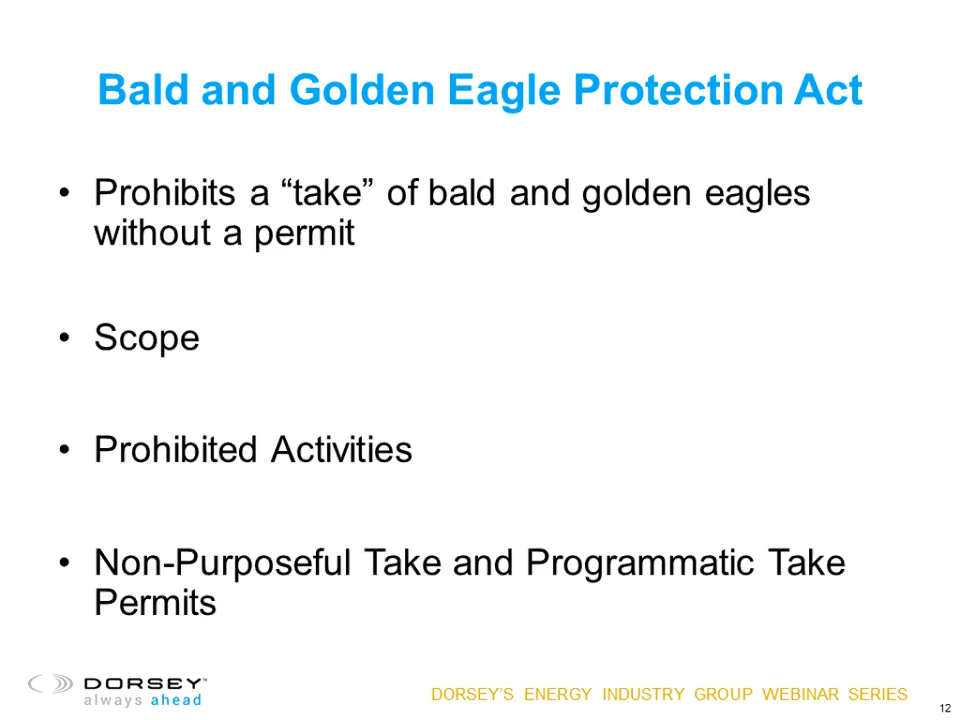 Bald and Golden Eagle Protection Act
• Prohibits a “take” of bald and golden eagles
without a permit
• Scope
• Prohibited Activities
• Non-Purposeful Take and Programmatic Take
Permits
DORSEY™
always ahead
DORSEY’S ENERGY INDUSTRY GROUP WEBINAR SERIES
12